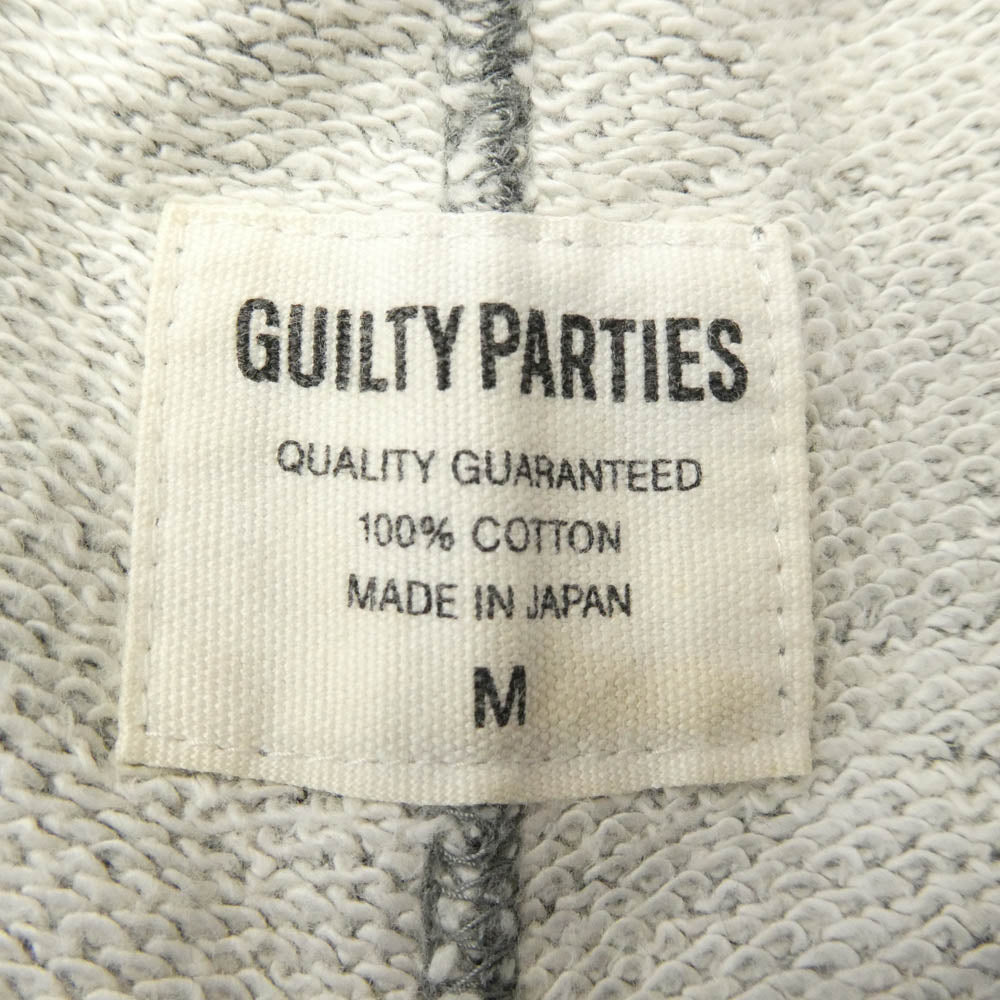 GUILTY PARTIES
QUALITY GUARANTEED
100% COTTON
MADE IN JAPAN
M